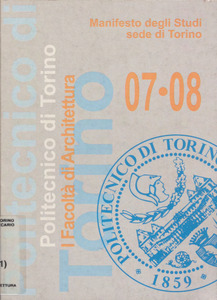 Manifesto degli Studi
sede di Torino
07•08
Politecnico di
Torino
Politecnico di Torino
I Facoltà di Architettura
POLITECNICO DI TORINO
1859